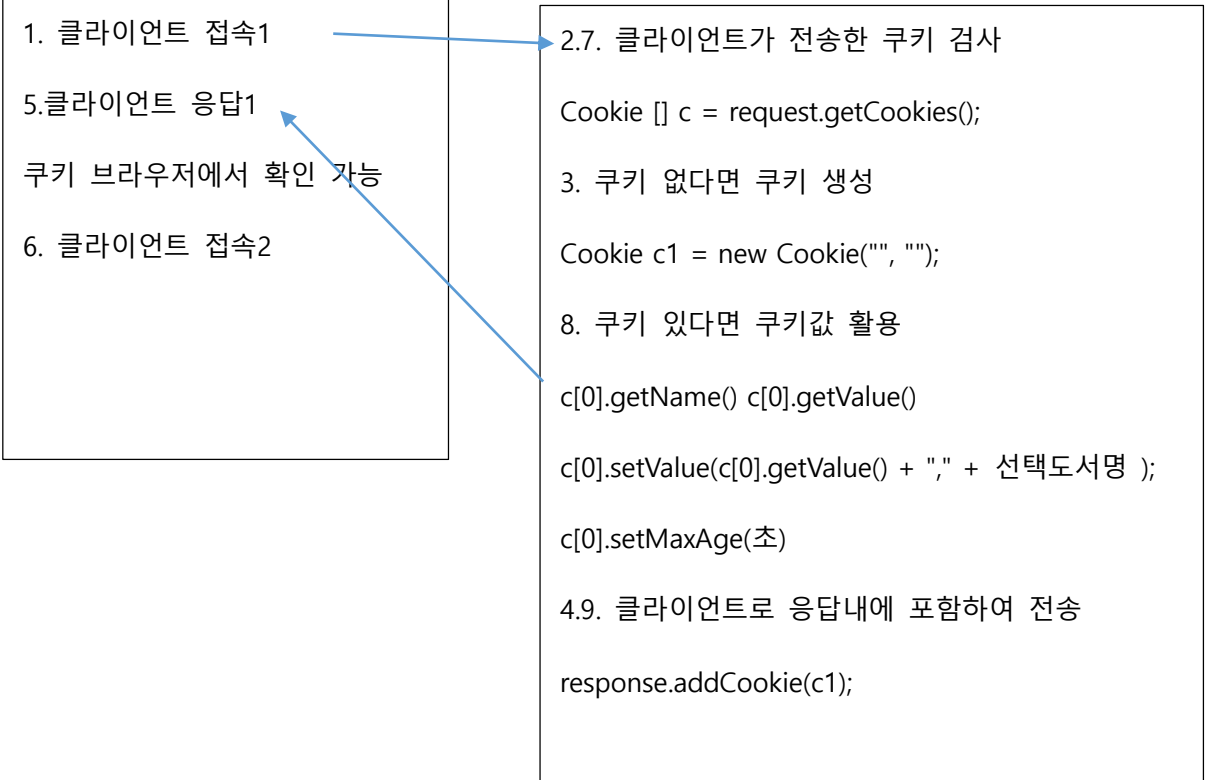 1. 클라이언트 접속1
5.클라이언트 응답1
쿠키 브라우저에서 확인 가능
6. 클라이언트 접속2
2.7. 클라이언트가 전송한 쿠키 검사
Cookie [] c = request.getCookies();
3. 쿠키 없다면 쿠키 생성
Cookie c1 = new Cookie("", "");
8. 쿠키 있다면 쿠키값 활용
c[0].getName() c[0].getValue()
c[0].setValue(c[0].getValue() + "," + 선택도서명 );
c[0].setMaxAge(초)
4.9. 클라이언트로 응답내에 포함하여 전송
response.addCookie(c1);